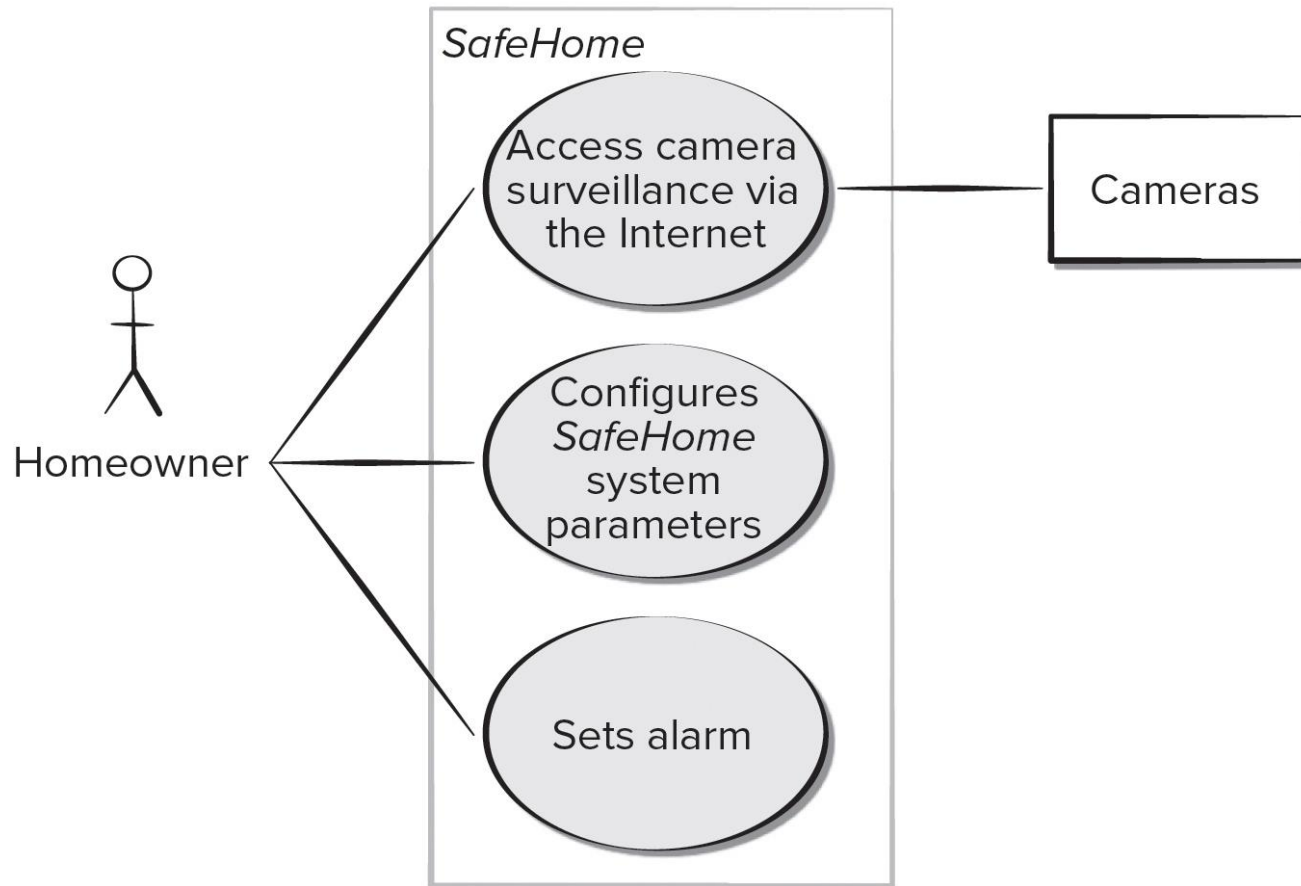 SafeHome
Access camera
surveillance via
the Internet
Cameras
Homeowner
Configures
SafeHome
system
parameters
Sets alarm